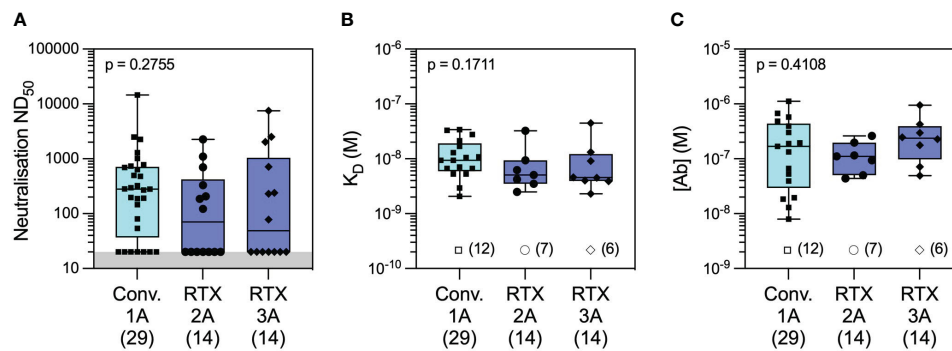 A
Neutralisation ND50
100000
10000
1000
100
10
p = 0.2755
Conv.
1A
(29)
RTX
2A
(14)
RTX
3A
(14)
B
KD (M)
10-6
10-7
10-8
10-9
10-10
p = 0.1711
(12)
(7)
(6)
Conv.
1A
(29)
RTX
2A
(14)
RTX
3A
(14)
C
[Ab] (M)
10-5
10-6
10-7
10-8
10-9
p = 0.4108
(12)
(7)
(6)
Conv.
1A
(29)
RTX
2A
(14)
RTX
3A
(14)